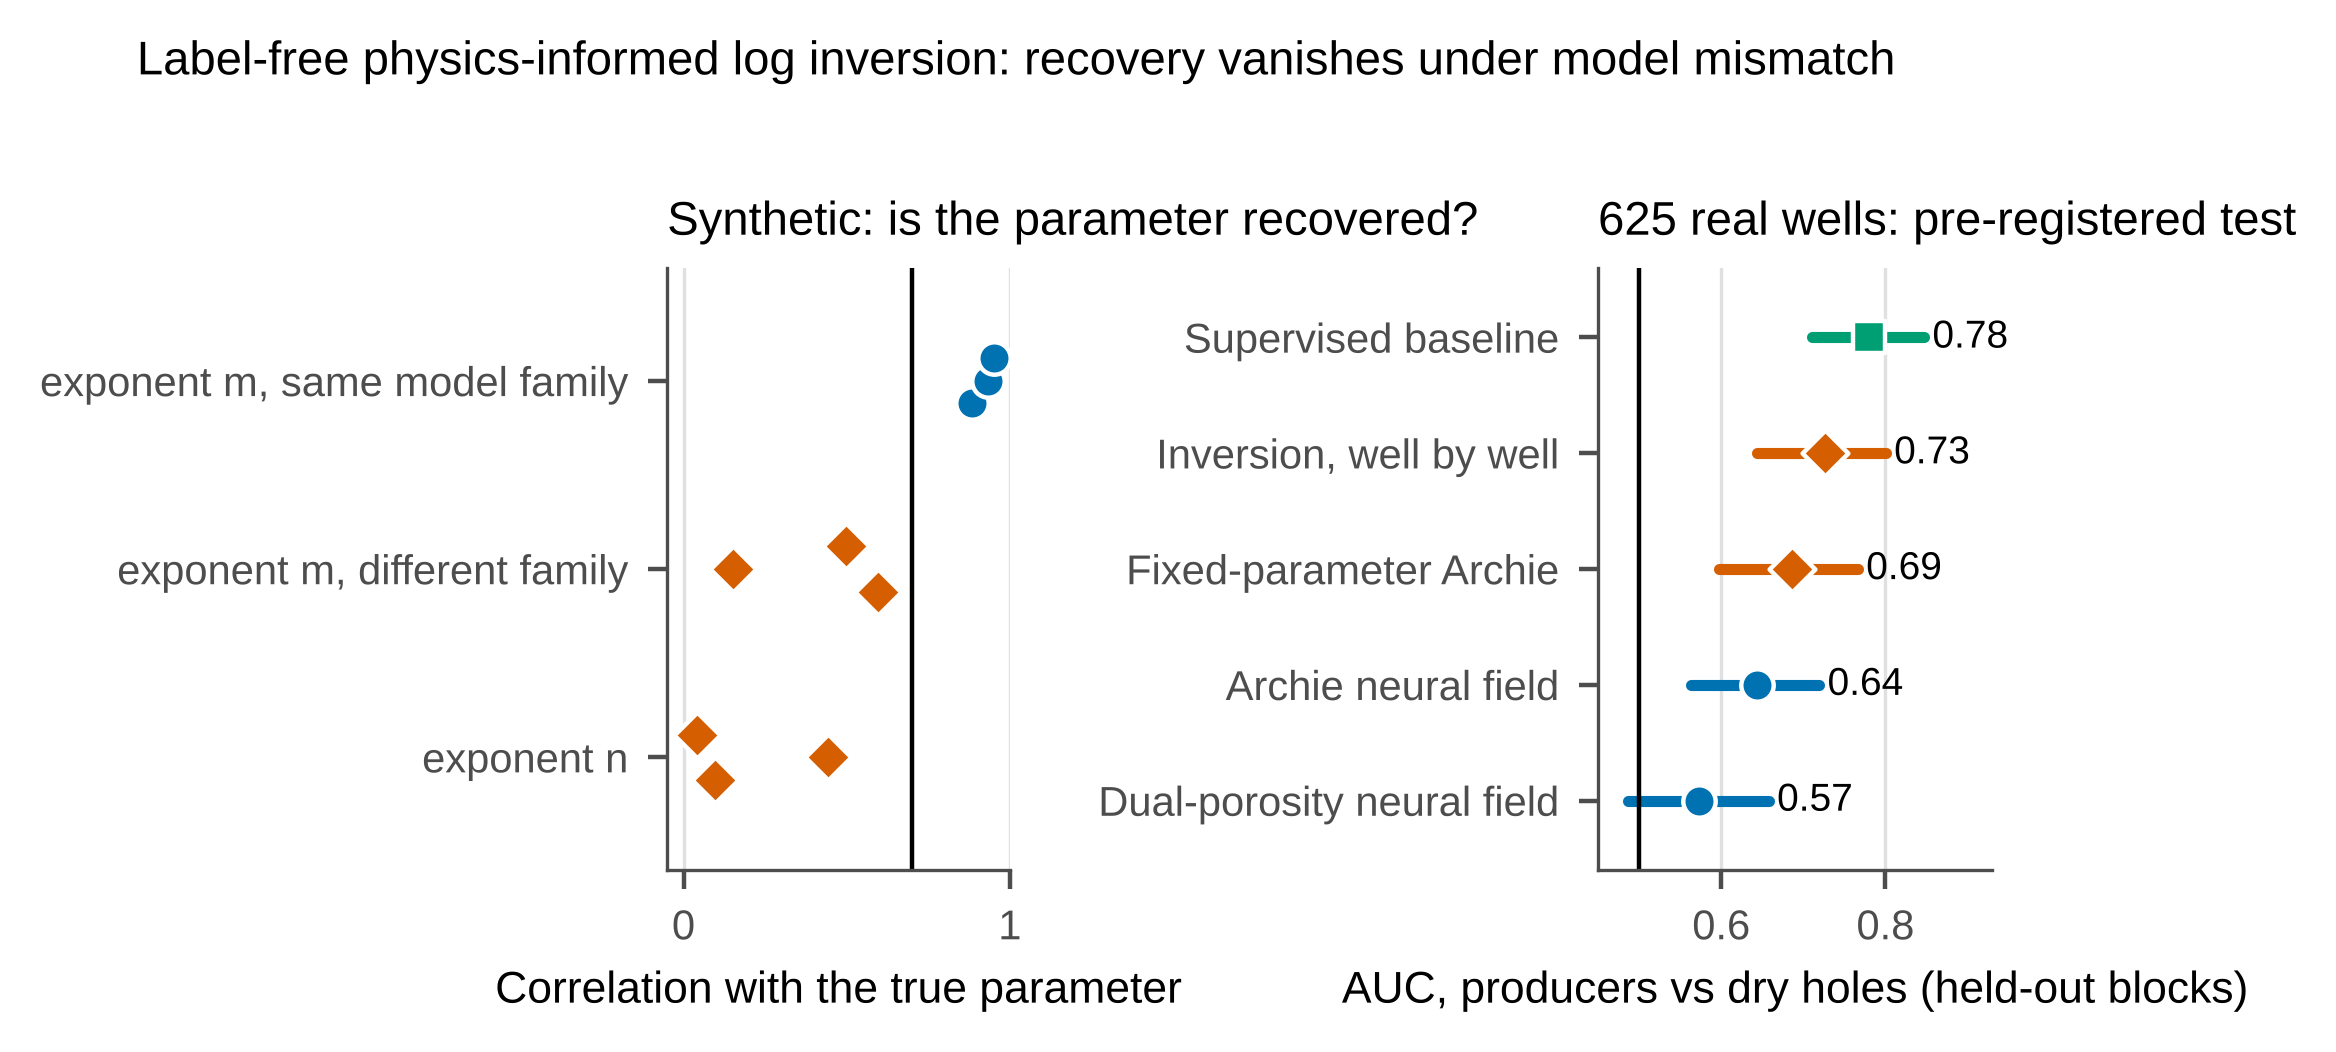 Label-free physics-informed log inversion: recovery vanishes under model mismatch
Synthetic: is the parameter recovered?
exponent m, same model family
exponent m, different family
exponent n
0
1
Correlation with the true parameter
625 real wells: pre-registered test
Supervised baseline
0.78
Inversion, well by well
0.73
Fixed-parameter Archie
0.69
Archie neural field
0.64
Dual-porosity neural field
0.57
0.6
0.8
AUC, producers vs dry holes (held-out blocks)